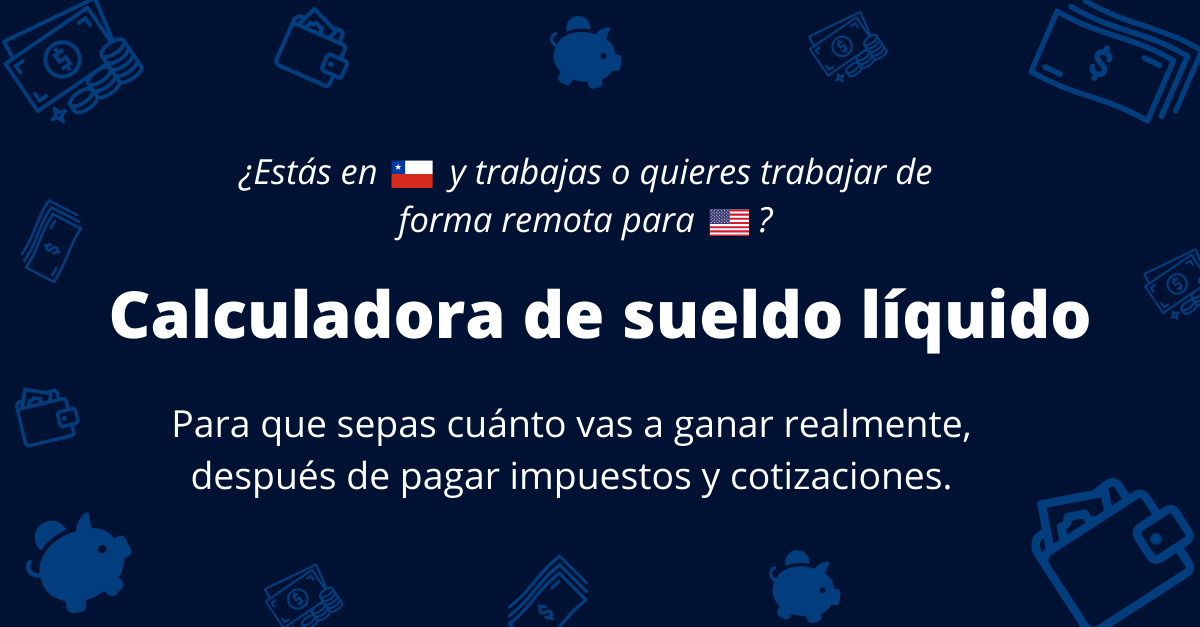 ¿Estás en 🇨🇱 y trabajas o quieres trabajar de
forma remota para 🇺🇸 ?
Calculadora de sueldo líquido
Para que sepas cuánto vas a ganar realmente,
después de pagar impuestos y cotizaciones.